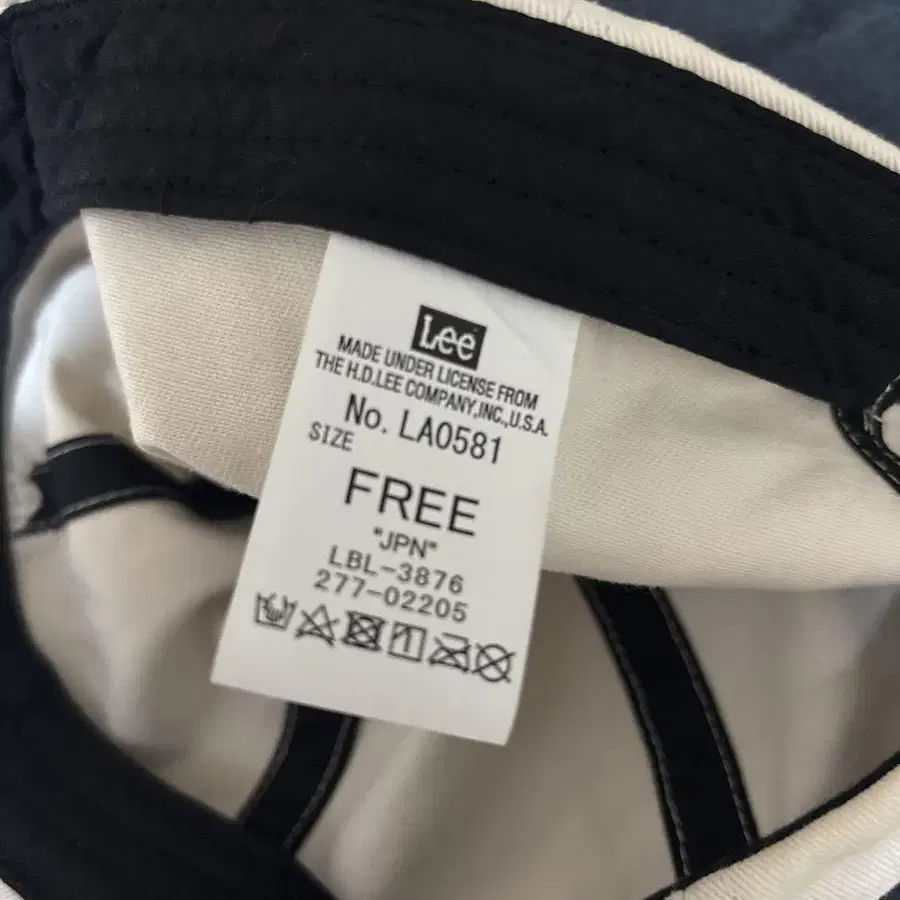 Lee
MADE UNDER LICENSE FROM
THE H.D.LEE COMPANY,INC.,U.S.A.
No. LA0581
SIZE
FREE
"JPN"
LBL-3876
277-02205